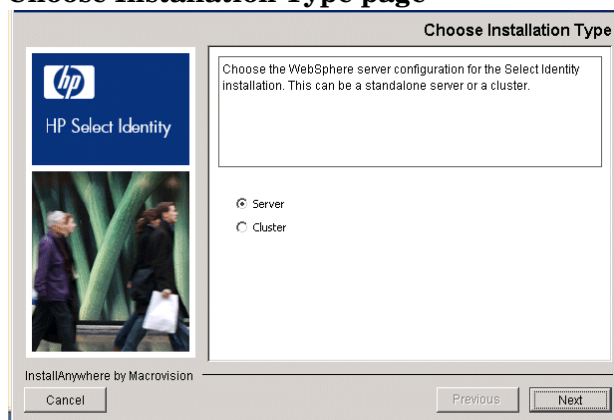 Choose Installation Type page
Choose Installation Type
hp
HP Select Identity
Choose the WebSphere server configuration for the Select Identity
installation. This can be a standalone server or a cluster.
Server
Cluster
InstallAnywhere by Macrovision
Cancel
Previous
Next